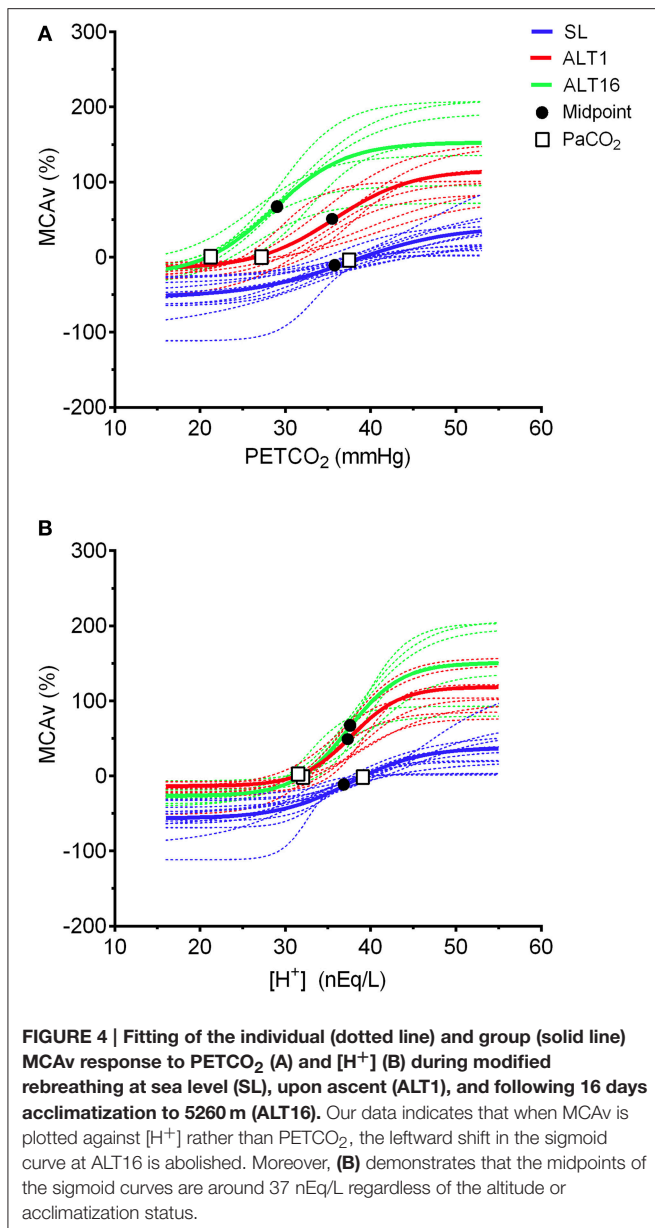 A
SL
ALT1
ALT16
Midpoint
PaCO₂
300
200
100
0
-100
-200
MCAv (%)
10 20 30 40 50 60
PETCO₂ (mmHg)
B
300
200
100
0
-100
-200
MCAv (%)
10 20 30 40 50 60
[H⁺] (nEq/L)
FIGURE 4 | Fitting of the individual (dotted line) and group (solid line)
MCAv response to PETCO₂ (A) and [H⁺] (B) during modified
rebreathing at sea level (SL), upon ascent (ALT1), and following 16 days
acclimatization to 5260 m (ALT16). Our data indicates that when MCAv is
plotted against [H⁺] rather than PETCO₂, the leftward shift in the sigmoid
curve at ALT16 is abolished. Moreover, (B) demonstrates that the midpoints of
the sigmoid curves are around 37 nEq/L regardless of the altitude or
acclimatization status.